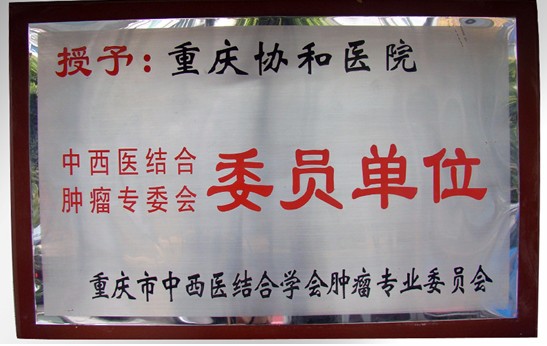 授予：重庆协和医院
中西医结合
肿瘤专委会
委员单位
重庆市中西医结合学会肿瘤专业委员会